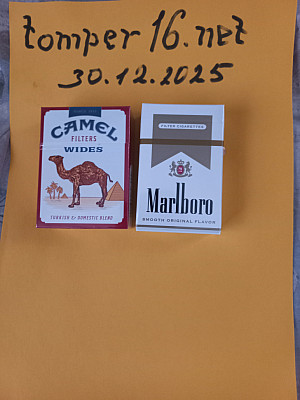 tomper 16.net
30.12.2025
CAMEL
FILTERS
WIDES
TURKISH & DOMESTIC BLEND
FILTER CIGARETTES
Marlboro
SMOOTH ORIGINAL FLAVOR